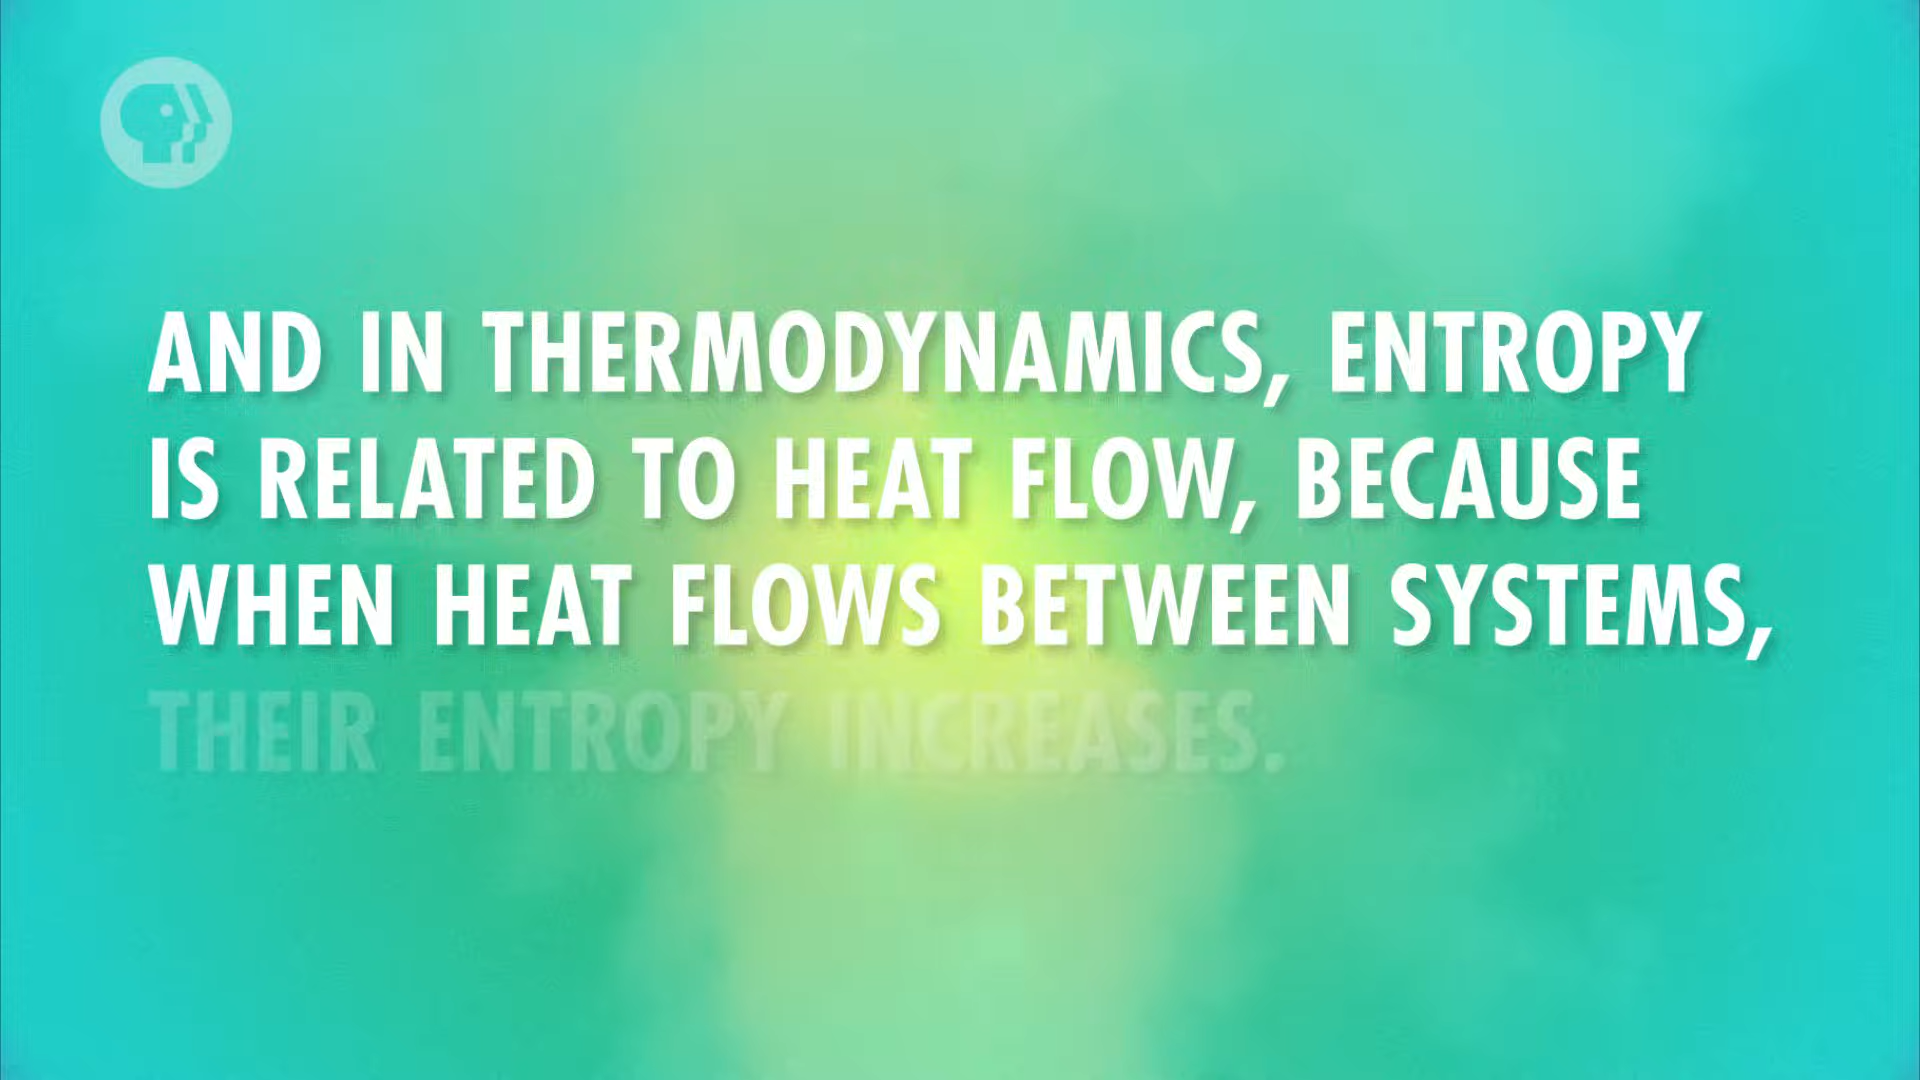 AND IN THERMODYNAMICS, ENTROPY
IS RELATED TO HEAT FLOW, BECAUSE
WHEN HEAT FLOWS BETWEEN SYSTEMS,
THEIR ENTROPY INCREASES.